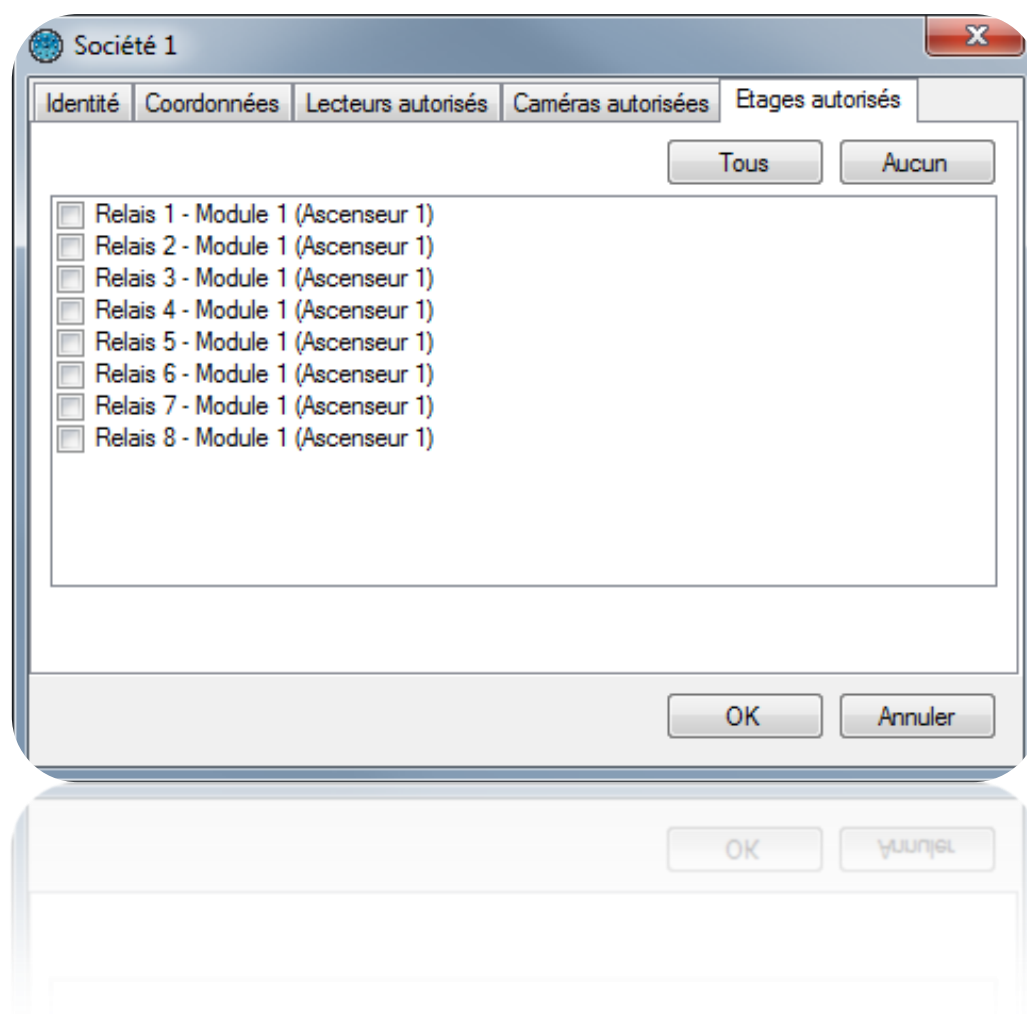 Société 1
Identité Coordonnées Lecteurs autorisés Caméras autorisées Etages autorisés
Tous Aucun
Relais 1 - Module 1 (Ascenseur 1)
Relais 2 - Module 1 (Ascenseur 1)
Relais 3 - Module 1 (Ascenseur 1)
Relais 4 - Module 1 (Ascenseur 1)
Relais 5 - Module 1 (Ascenseur 1)
Relais 6 - Module 1 (Ascenseur 1)
Relais 7 - Module 1 (Ascenseur 1)
Relais 8 - Module 1 (Ascenseur 1)
OK Annuler
OK Annuler